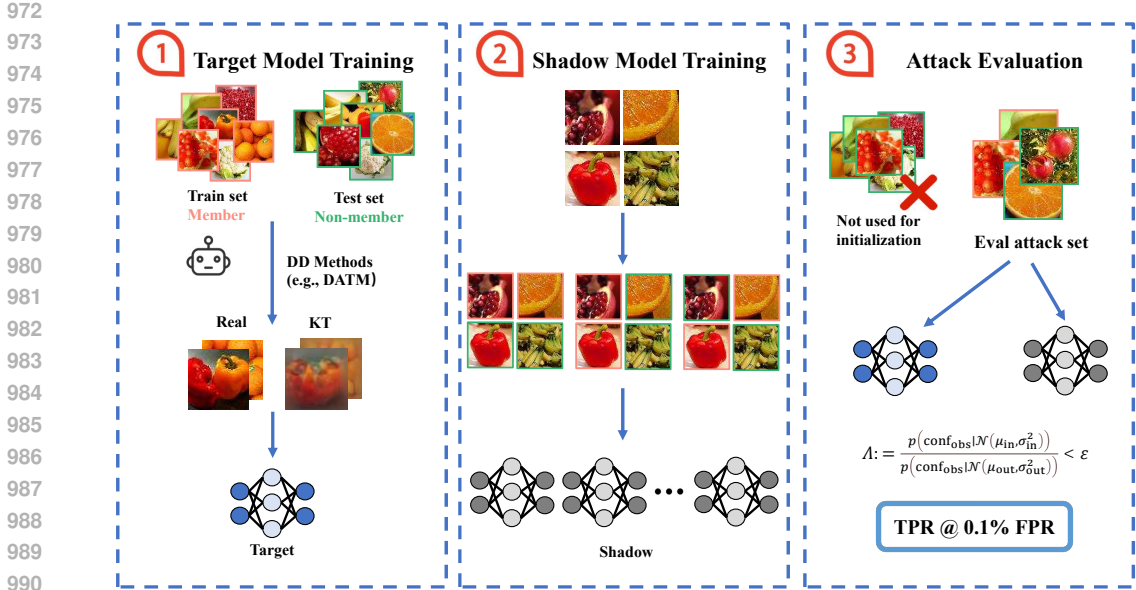 972
973
974
975
976
977
978
979
980
981
982
983
984
985
986
987
988
989
990
1 Target Model Training
Train set
Member
Test set
Non-member
DD Methods
(e.g., DATM)
Real
KT
Target
2 Shadow Model Training
Shadow
3 Attack Evaluation
Not used for
initialization
Eval attack set
Λ: = p(conf_obs|𝒩(μ_in,σ²_in)) / p(conf_obs|𝒩(μ_out,σ²_out)) < ε
TPR @ 0.1% FPR